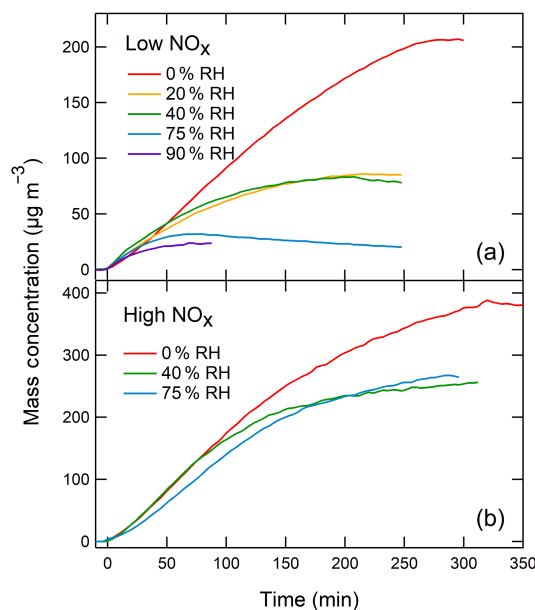 200
150
100
50
0
Low NOx
0 % RH
20 % RH
40 % RH
75 % RH
90 % RH
(a)
Mass concentration (µg m⁻³)
400
300
200
100
0
High NOx
0 % RH
40 % RH
75 % RH
(b)
0 50 100 150 200 250 300 350
Time (min)